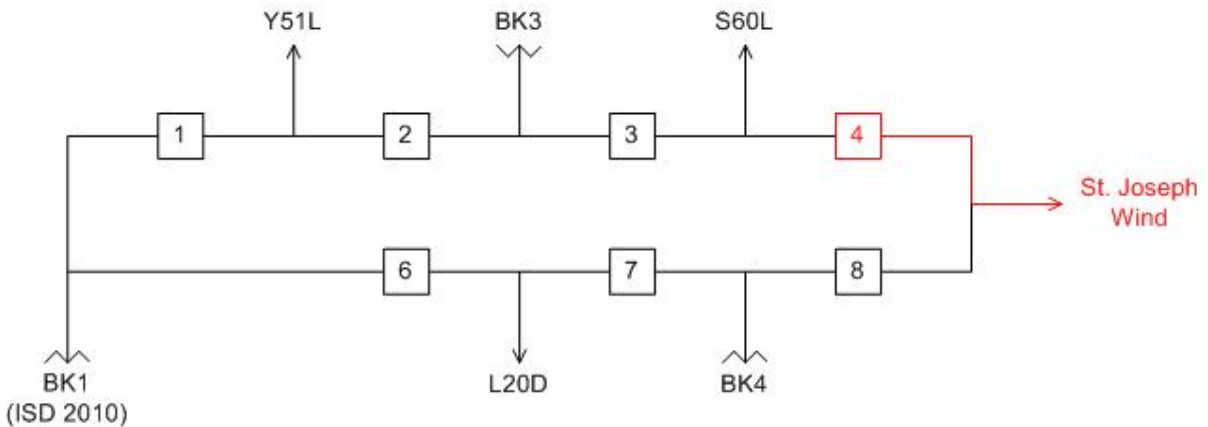 Y51L
BK3
S60L
1
2
3
4
St. Joseph
Wind
6
7
8
BK1
(ISD 2010)
L20D
BK4